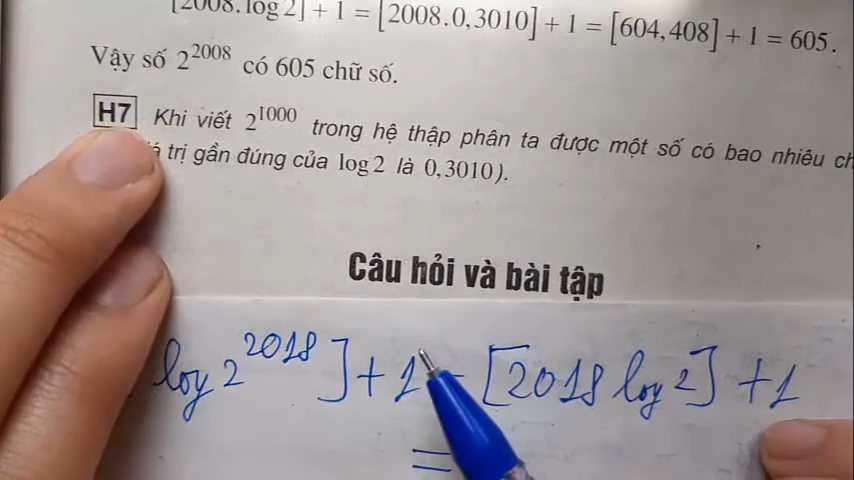 [2008.log 2] + 1 = [2008.0,3010] + 1 = [604,408] + 1 = 605.
Vậy số 2^2008 có 605 chữ số.
H7 Khi viết 2^1000 trong hệ thập phân ta được một số có bao nhiêu
trị gần đúng của log 2 là 0,3010).
Câu hỏi và bài tập
log 2^2018 ] + 1 = [2018 log 2] + 1
=